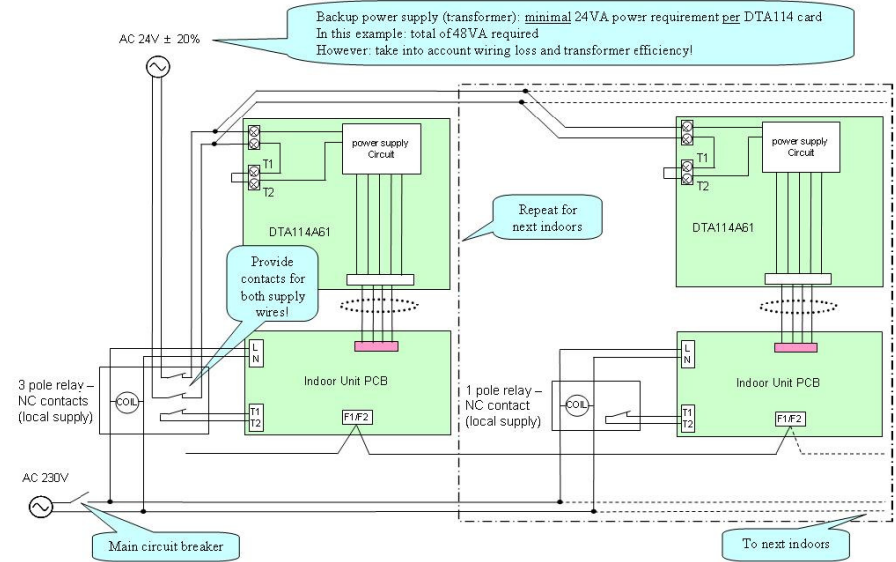 Backup power supply (transformer): minimal 24VA power requirement per DTA114 card
In this example: total of 48VA required
However: take into account wiring loss and transformer efficiency!
AC 24V ± 20%
power supply
Circuit
T1
T2
DTA114A61
power supply
Circuit
T1
T2
DTA114A61
Repeat for
next indoors
Provide
contacts for
both supply
wires!
L
N
Indoor Unit PCB
T1
T2
F1/F2
3 pole relay –
NC contacts
(local supply)
COIL
L
N
Indoor Unit PCB
T1
T2
F1/F2
1 pole relay –
NC contact
(local supply)
COIL
AC 230V
Main circuit breaker
To next indoors